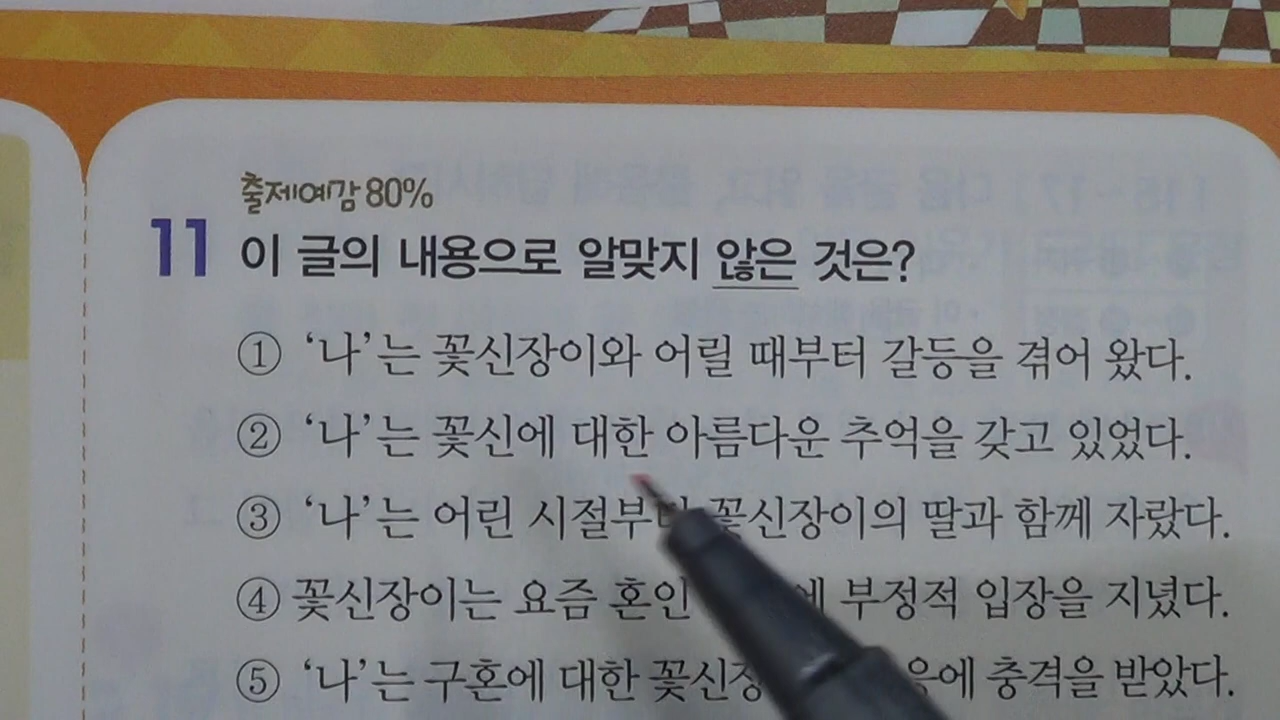 출제예감 80%
11 이 글의 내용으로 알맞지 않은 것은?
① ‘나’는 꽃신장이와 어릴 때부터 갈등을 겪어 왔다.
② ‘나’는 꽃신에 대한 아름다운 추억을 갖고 있었다.
③ ‘나’는 어린 시절부터 꽃신장이의 딸과 함께 자랐다.
④ 꽃신장이는 요즘 혼인 에 부정적 입장을 지녔다.
⑤ ‘나’는 구혼에 대한 충격을 받았다.